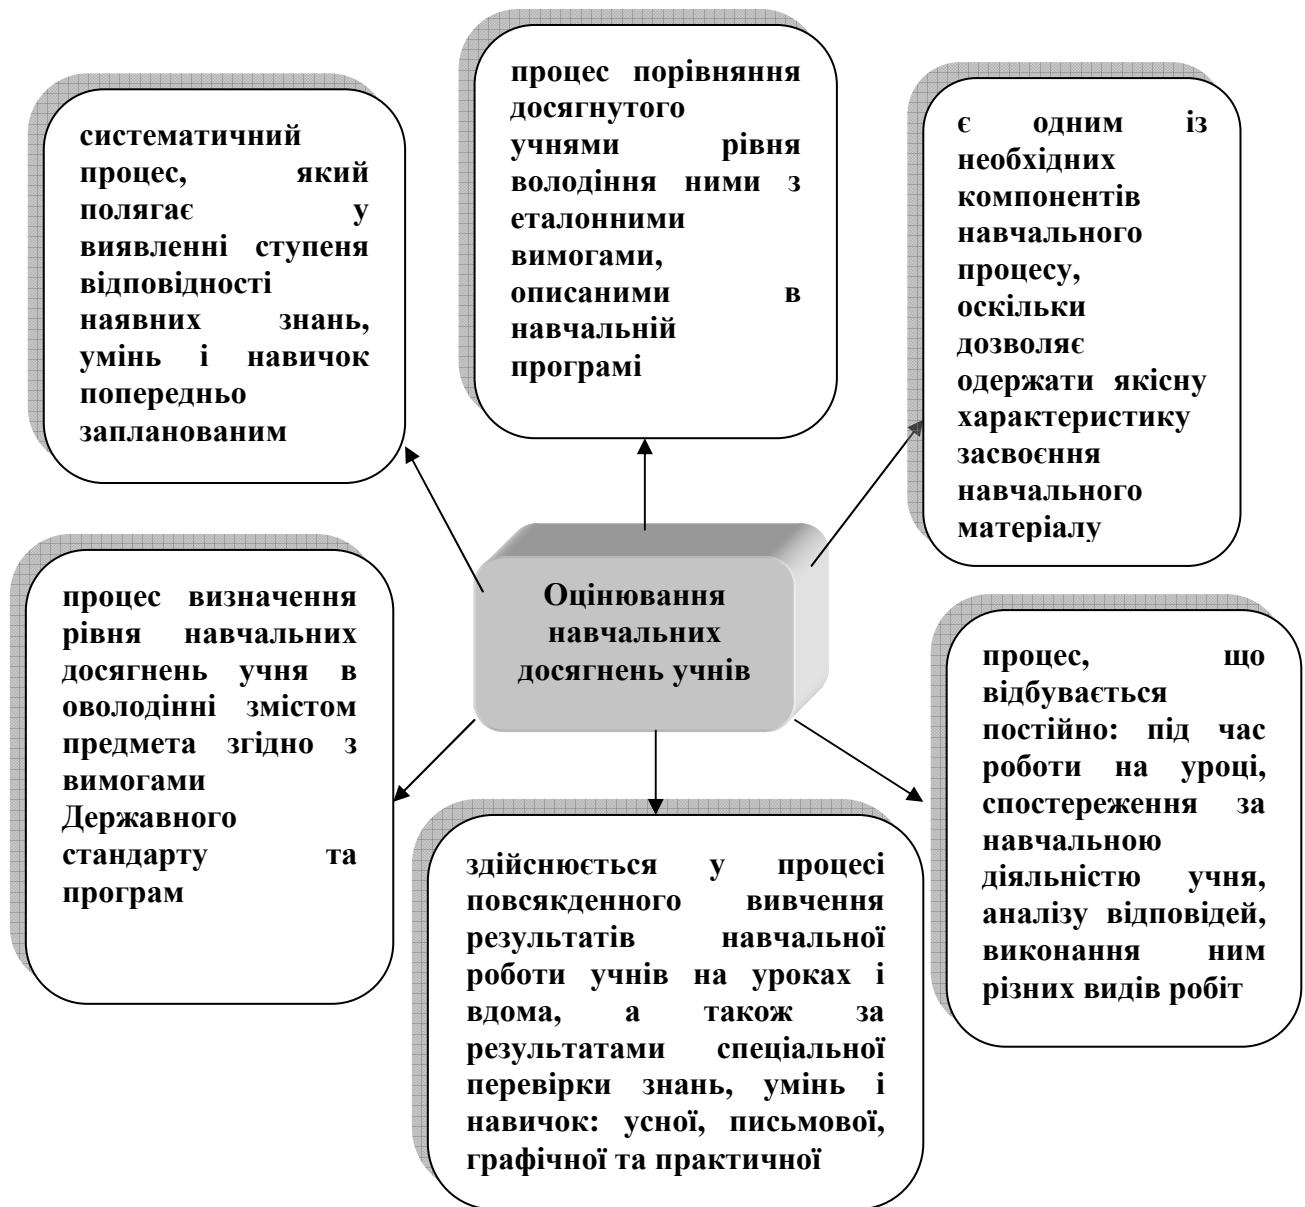 систематичний
процес, який
полягає у
виявленні ступеня
відповідності
наявних знань,
умінь і навичок
попередньо
запланованим
процес порівняння
досягнутого
учнями рівня
володіння ними з
еталонними
вимогами,
описаними в
навчальній
програмі
є одним із
необхідних
компонентів
навчального
процесу,
оскільки
дозволяє
одержати якісну
характеристику
засвоєння
навчального
матеріалу
Оцінювання
навчальних
досягнень учнів
процес визначення
рівня навчальних
досягнень учня в
оволодінні змістом
предмета згідно з
вимогами
Державного
стандарту та
програм
здійснюється у процесі
повсякденного вивчення
результатів навчальної
роботи учнів на уроках і
вдома, а також за
результатами спеціальної
перевірки знань, умінь і
навичок: усної, письмової,
графічної та практичної
процес, що
відбувається
постійно: під час
роботи на уроці,
спостереження за
навчальною
діяльністю учня,
аналізу відповідей,
виконання ним
різних видів робіт